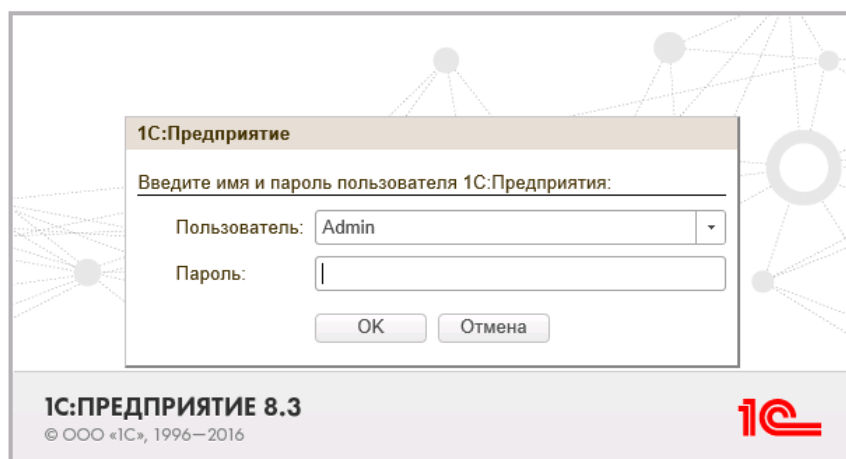 1С:Предприятие
Введите имя и пароль пользователя 1С:Предприятия:
Пользователь: Admin
Пароль:
OK Отмена
1С:ПРЕДПРИЯТИЕ 8.3
© ООО «1С», 1996—2016
1С